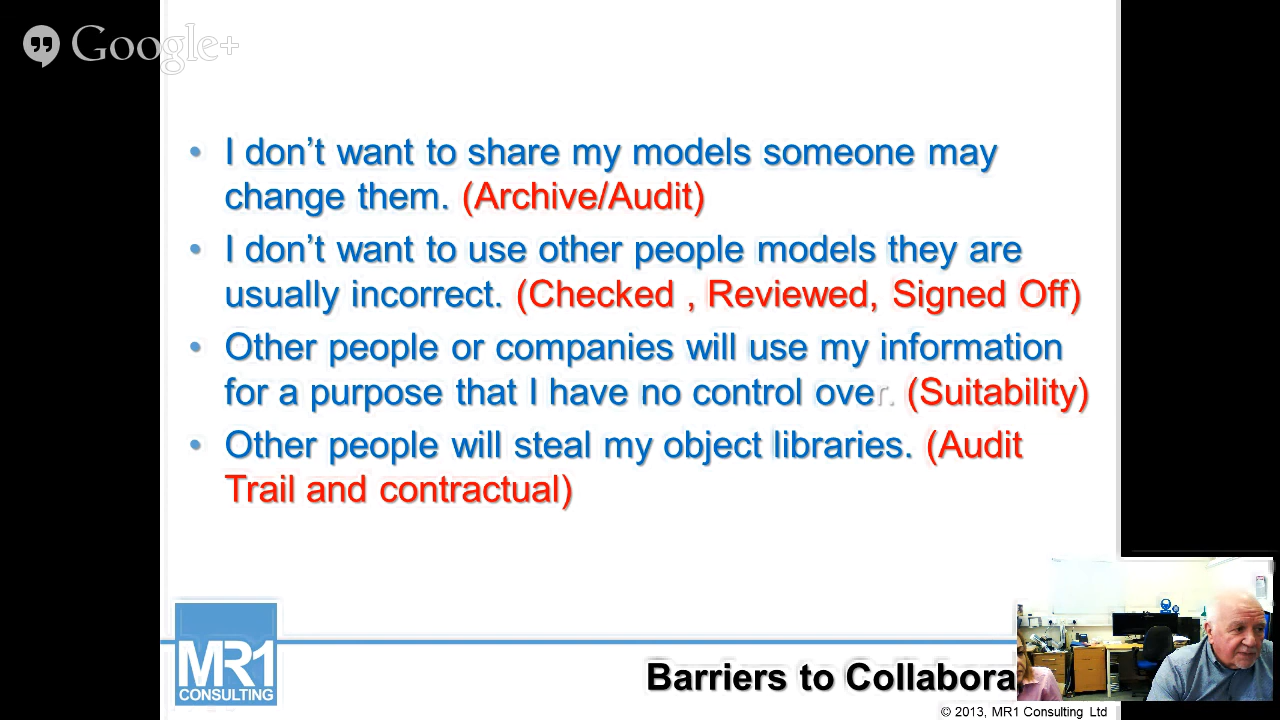 Google+
• I don’t want to share my models someone may
change them. (Archive/Audit)
• I don’t want to use other people models they are
usually incorrect. (Checked , Reviewed, Signed Off)
• Other people or companies will use my information
for a purpose that I have no control over. (Suitability)
• Other people will steal my object libraries. (Audit
Trail and contractual)
MR1
CONSULTING
Barriers to Collabora
© 2013, MR1 Consulting Ltd